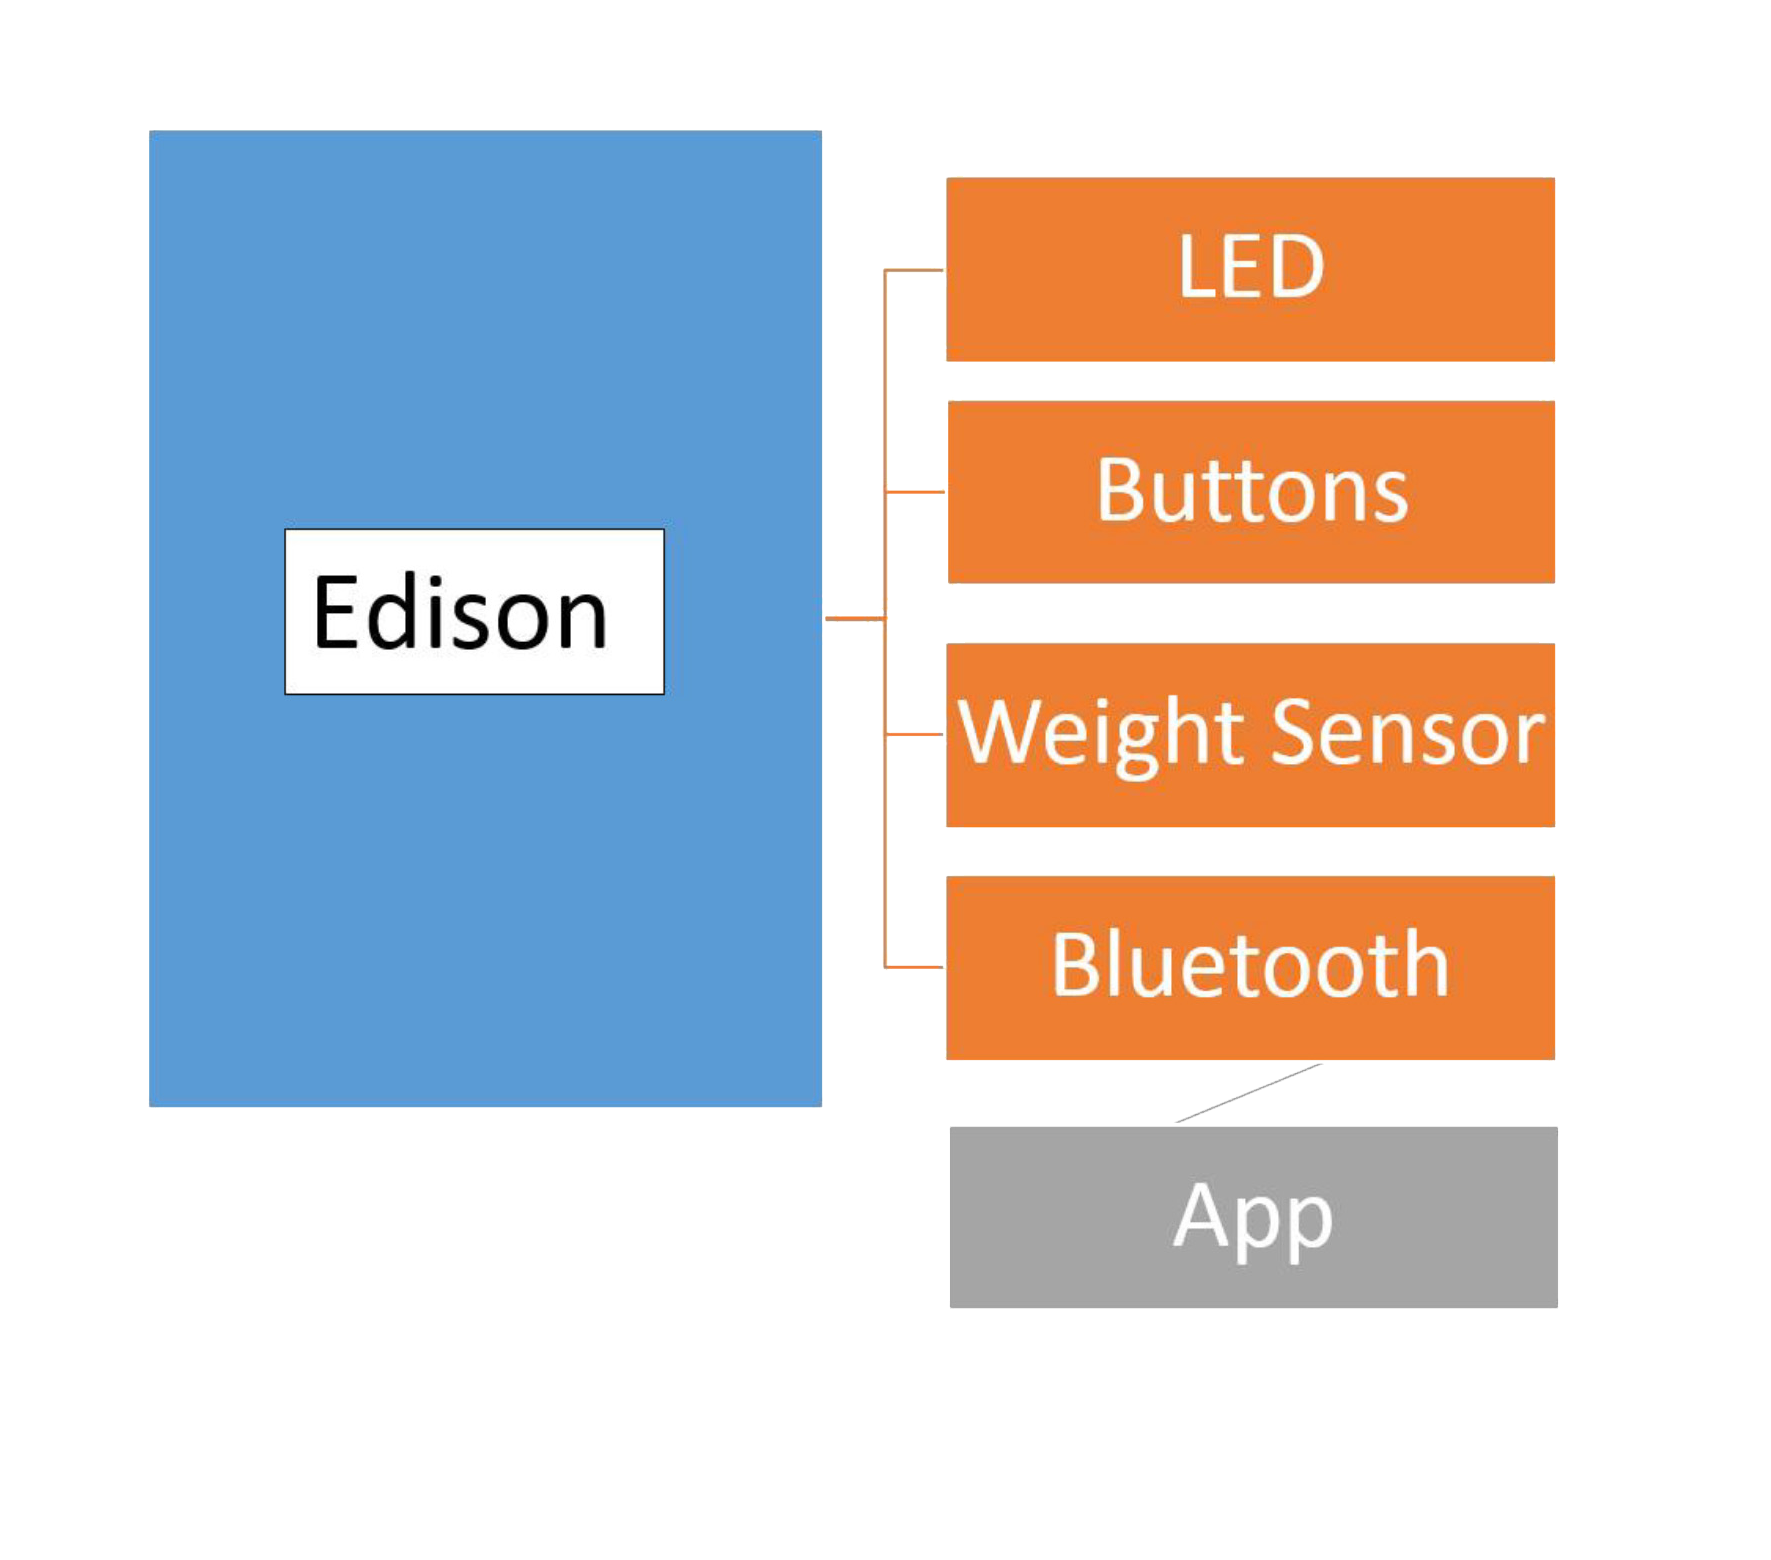 Edison
LED
Buttons
Weight Sensor
Bluetooth
App